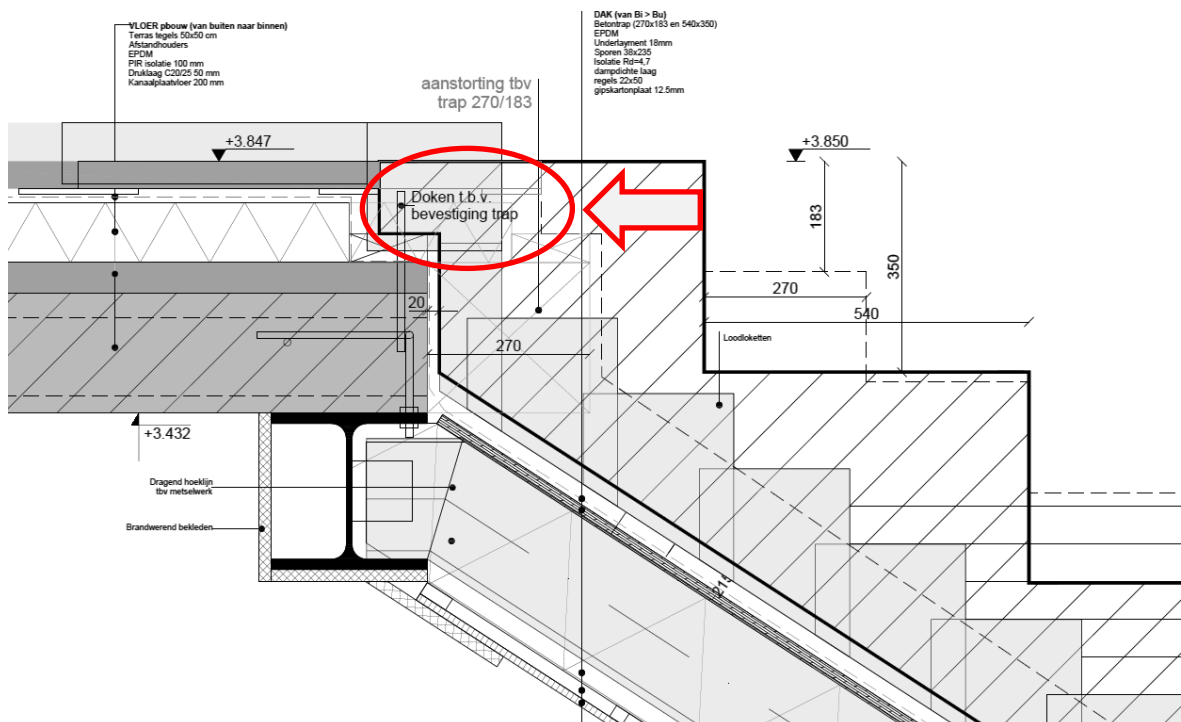 VLOER pbouw (van buiten naar binnen)
Terras tegels 50x50 cm
Afstandhouders
EPDM
PIR isolatie 100 mm
Druklaag C20/25 50 mm
Kanaalplaatvloer 200 mm
DAK (van Bi > Bu)
Betontrap (270x183 en 540x350)
EPDM
Underlayment 18mm
Sporen 38x235
Isolatie Rd=4,7
dampdichte laag
regels 22x50
gipskartonplaat 12.5mm
aanstorting tbv
trap 270/183
+3.847
+3.850
Doken t.b.v.
bevestiging trap
183
350
270
540
20
270
Loodloketten
+3.432
Dragend hoeklijn
tbv metselwerk
Brandwerend bekleden
215